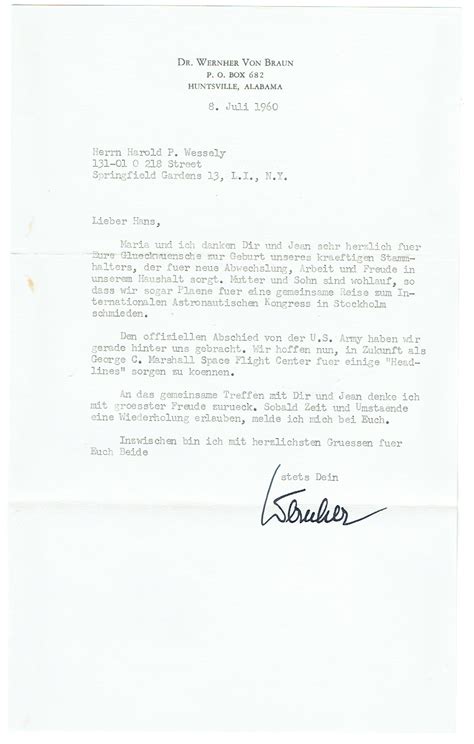 DR. WERNHER VON BRAUN
P. O. BOX 682
HUNTSVILLE, ALABAMA
8. Juli 1960
Herrn Harold P. Wessely
131-01 O 218 Street
Springfield Gardens 13, L.I., N.Y.
Lieber Hans,
Maria und ich danken Dir und Jean sehr herzlich fuer
Eure Glueckwuensche zur Geburt unseres kraeftigen Stamm-
halters, der fuer neue Abwechslung, Arbeit und Freude in
unserem Haushalt sorgt. Mutter und Sohn sind wohlauf, so
dass wir sogar Plaene fuer eine gemeinsame Reise zum In-
ternationalen Astronautischen Kongress in Stockholm
schmieden.
Den offiziellen Abschied von der U.S. Army haben wir
gerade hinter uns gebracht. Wir hoffen nun, in Zukunft als
George C. Marshall Space Flight Center fuer einige "Head-
lines" sorgen zu koennen.
An das gemeinsame Treffen mit Dir und Jean denke ich
mit groesster Freude zurueck. Sobald Zeit und Umstaende
eine Wiederholung erlauben, melde ich mich bei Euch.
Inzwischen bin ich mit herzlichsten Gruessen fuer
Euch Beide
stets Dein
Wernher